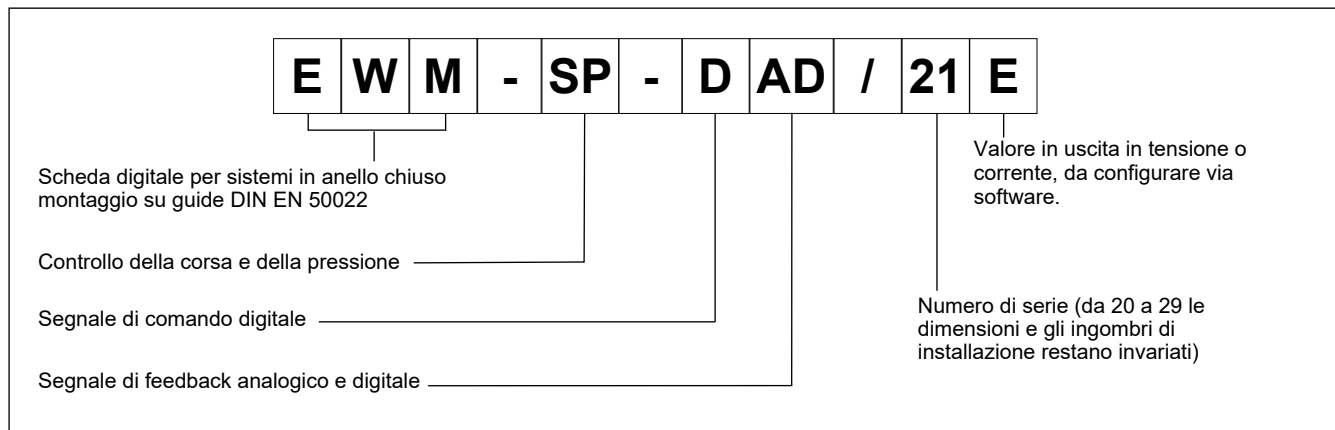 E W M - SP - D AD / 21 E
Scheda digitale per sistemi in anello chiuso
montaggio su guide DIN EN 50022
Valore in uscita in tensione o
corrente, da configurare via
software.
Controllo della corsa e della pressione
Segnale di comando digitale
Numero di serie (da 20 a 29 le
dimensioni e gli ingombri di
installazione restano invariati)
Segnale di feedback analogico e digitale